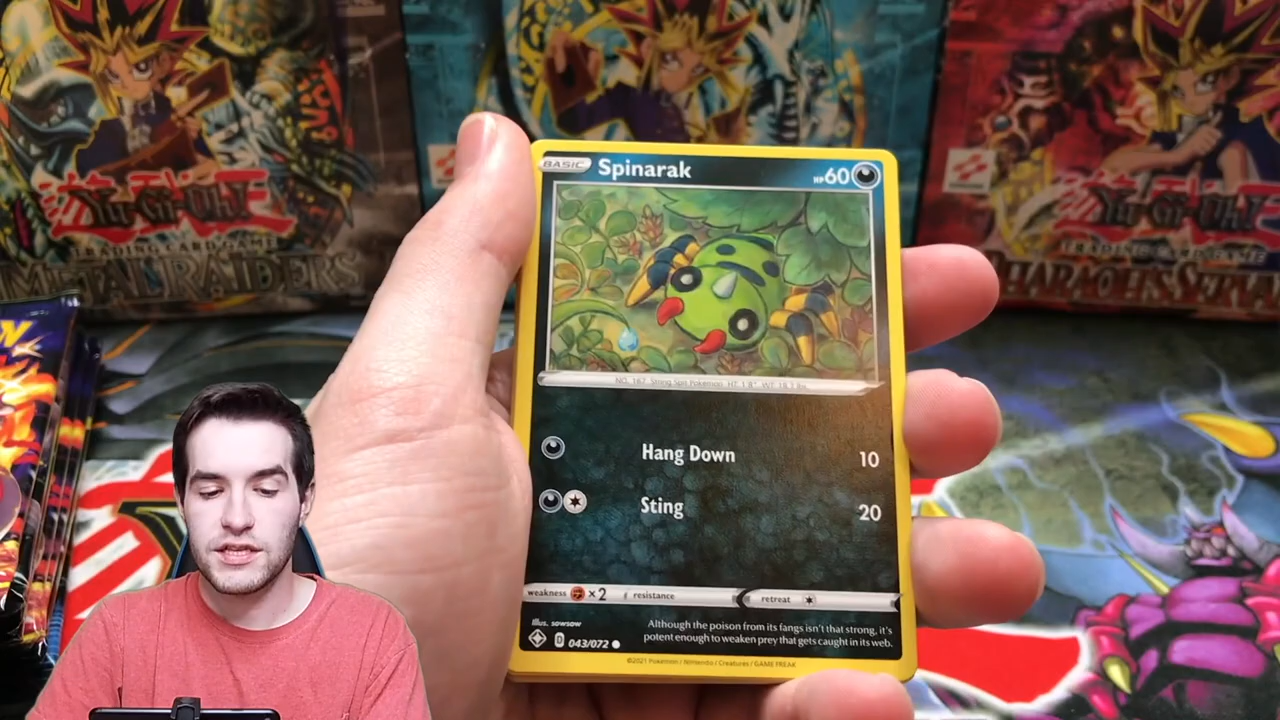 Yu-Gi-Oh!
TRADING CARD GAME
METAL RAIDERS
Yu-Gi-Oh!
TRADING CARD GAME
PHARAOH'S SERVANT
BASIC Spinarak HP 60
NO. 167 String Spit Pokémon HT: 1'8" WT: 18.7 lbs.
Hang Down 10
Sting 20
weakness ×2 resistance retreat
Illus. sowsow
D 043/072
Although the poison from its fangs isn't that strong, it's
potent enough to weaken prey that gets caught in its web.
©2021 Pokémon / Nintendo / Creatures / GAME FREAK